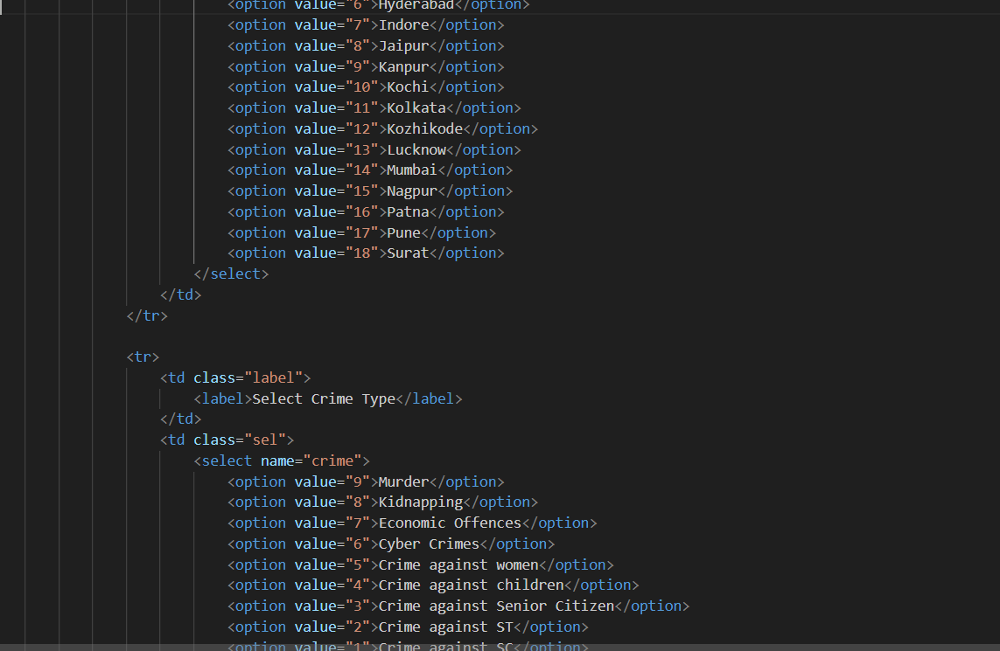 <option value="6">Hyderabad</option>
<option value="7">Indore</option>
<option value="8">Jaipur</option>
<option value="9">Kanpur</option>
<option value="10">Kochi</option>
<option value="11">Kolkata</option>
<option value="12">Kozhikode</option>
<option value="13">Lucknow</option>
<option value="14">Mumbai</option>
<option value="15">Nagpur</option>
<option value="16">Patna</option>
<option value="17">Pune</option>
<option value="18">Surat</option>
</select>
</td>
</tr>
<tr>
<td class="label">
<label>Select Crime Type</label>
</td>
<td class="sel">
<select name="crime">
<option value="9">Murder</option>
<option value="8">Kidnapping</option>
<option value="7">Economic Offences</option>
<option value="6">Cyber Crimes</option>
<option value="5">Crime against women</option>
<option value="4">Crime against children</option>
<option value="3">Crime against Senior Citizen</option>
<option value="2">Crime against ST</option>
<option value="1">Crime against SC</option>